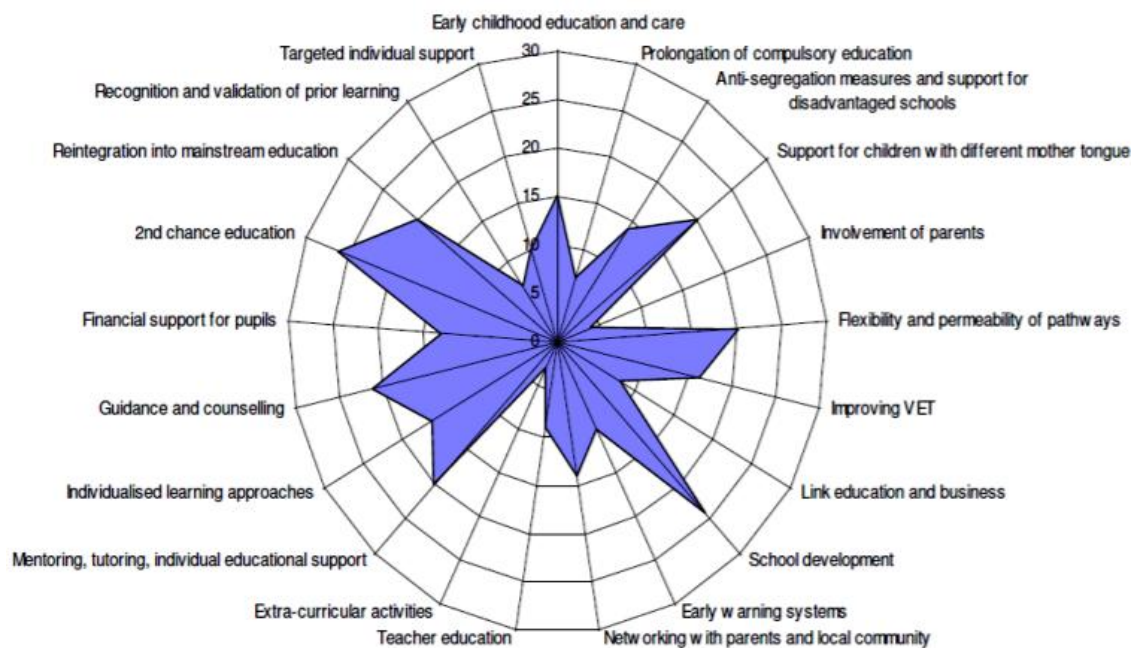 Early childhood education and care
Prolongation of compulsory education
Anti-segregation measures and support for
disadvantaged schools
Support for children with different mother tongue
Involvement of parents
Flexibility and permeability of pathways
Improving VET
Link education and business
School development
Early warning systems
Networking with parents and local community
Teacher education
Extra-curricular activities
Mentoring, tutoring, individual educational support
Individualised learning approaches
Guidance and counselling
Financial support for pupils
2nd chance education
Reintegration into mainstream education
Recognition and validation of prior learning
Targeted individual support
30
25
20
15
10
5
0